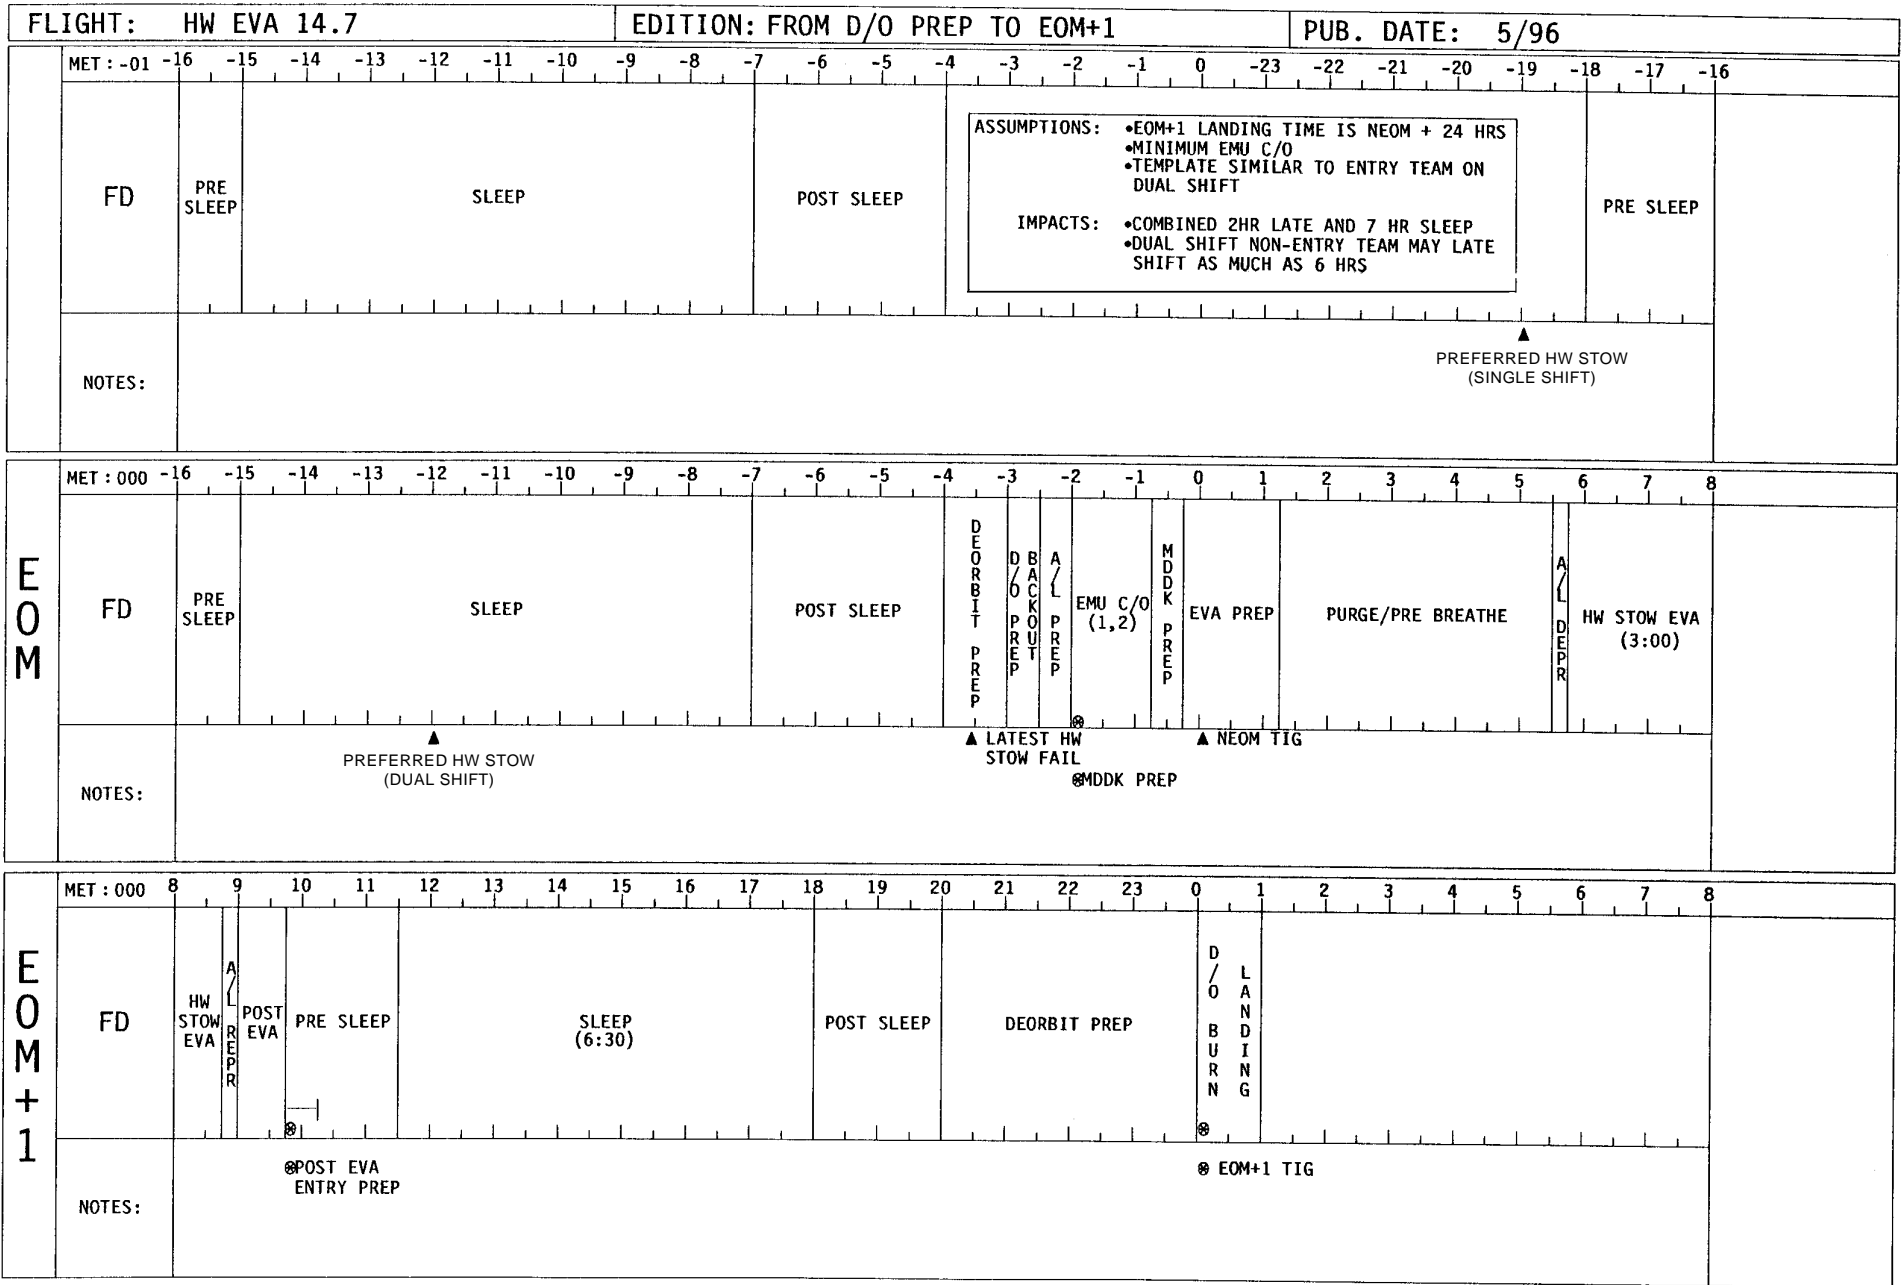 FLIGHT: HW EVA 14.7
EDITION: FROM D/O PREP TO EOM+1
PUB. DATE: 5/96
MET: -01 -16 -15 -14 -13 -12 -11 -10 -9 -8 -7 -6 -5 -4 -3 -2 -1 0 -23 -22 -21 -20 -19 -18 -17 -16
FD
PRE
SLEEP
SLEEP
POST SLEEP
ASSUMPTIONS: •EOM+1 LANDING TIME IS NEOM + 24 HRS
•MINIMUM EMU C/O
•TEMPLATE SIMILAR TO ENTRY TEAM ON
DUAL SHIFT
IMPACTS: •COMBINED 2HR LATE AND 7 HR SLEEP
•DUAL SHIFT NON-ENTRY TEAM MAY LATE
SHIFT AS MUCH AS 6 HRS
PRE SLEEP
▲
PREFERRED HW STOW
(SINGLE SHIFT)
NOTES:
EOM
MET: 000 -16 -15 -14 -13 -12 -11 -10 -9 -8 -7 -6 -5 -4 -3 -2 -1 0 1 2 3 4 5 6 7 8
FD
PRE
SLEEP
SLEEP
POST SLEEP
DEORBIT PREP
D/O PREP
BACKOUT
A/L PREP
EMU C/O
(1,2)
MDDK PREP
EVA PREP
PURGE/PRE BREATHE
A/L DEPR
HW STOW EVA
(3:00)
▲
PREFERRED HW STOW
(DUAL SHIFT)
▲ LATEST HW
STOW FAIL
⊛MDDK PREP
▲ NEOM TIG
NOTES:
EOM+1
MET: 000 8 9 10 11 12 13 14 15 16 17 18 19 20 21 22 23 0 1 2 3 4 5 6 7 8
FD
HW
STOW
EVA
A/L REPR
POST
EVA
PRE SLEEP
SLEEP
(6:30)
POST SLEEP
DEORBIT PREP
D/O BURN
LANDING
⊛POST EVA
ENTRY PREP
⊛ EOM+1 TIG
NOTES: